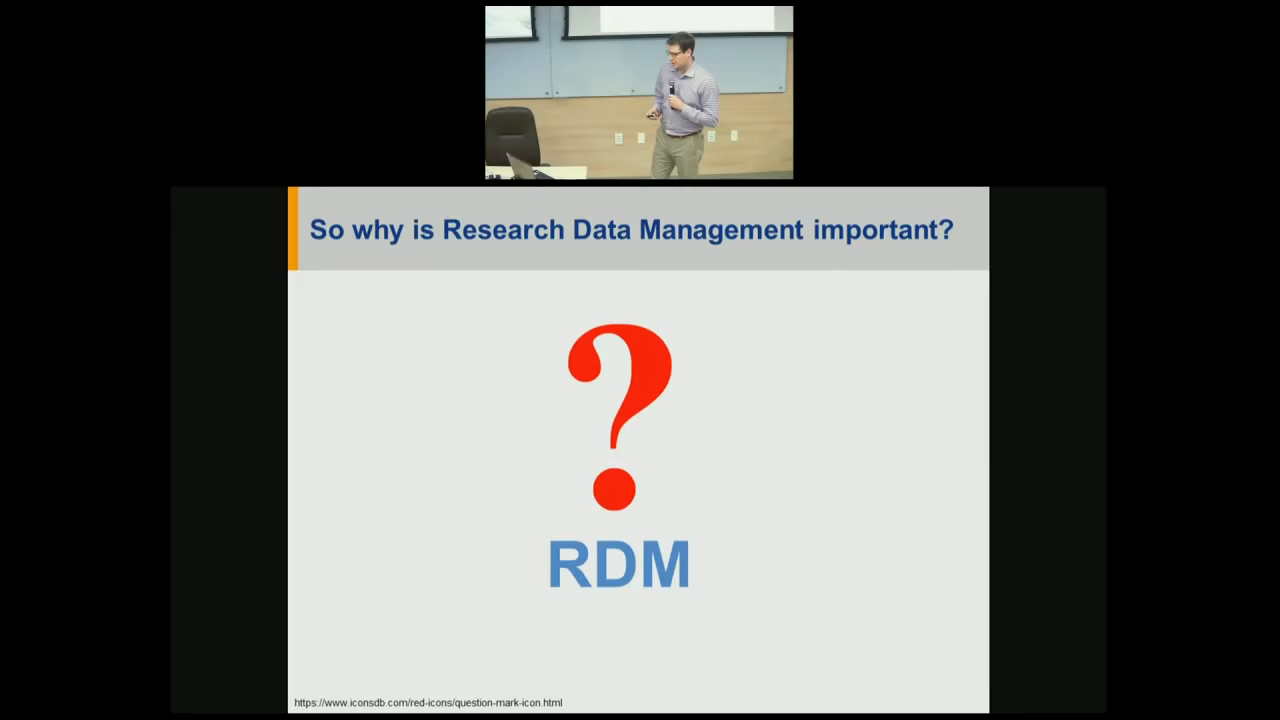 So why is Research Data Management important?
?
RDM
https://www.iconsdb.com/red-icons/question-mark-icon.html